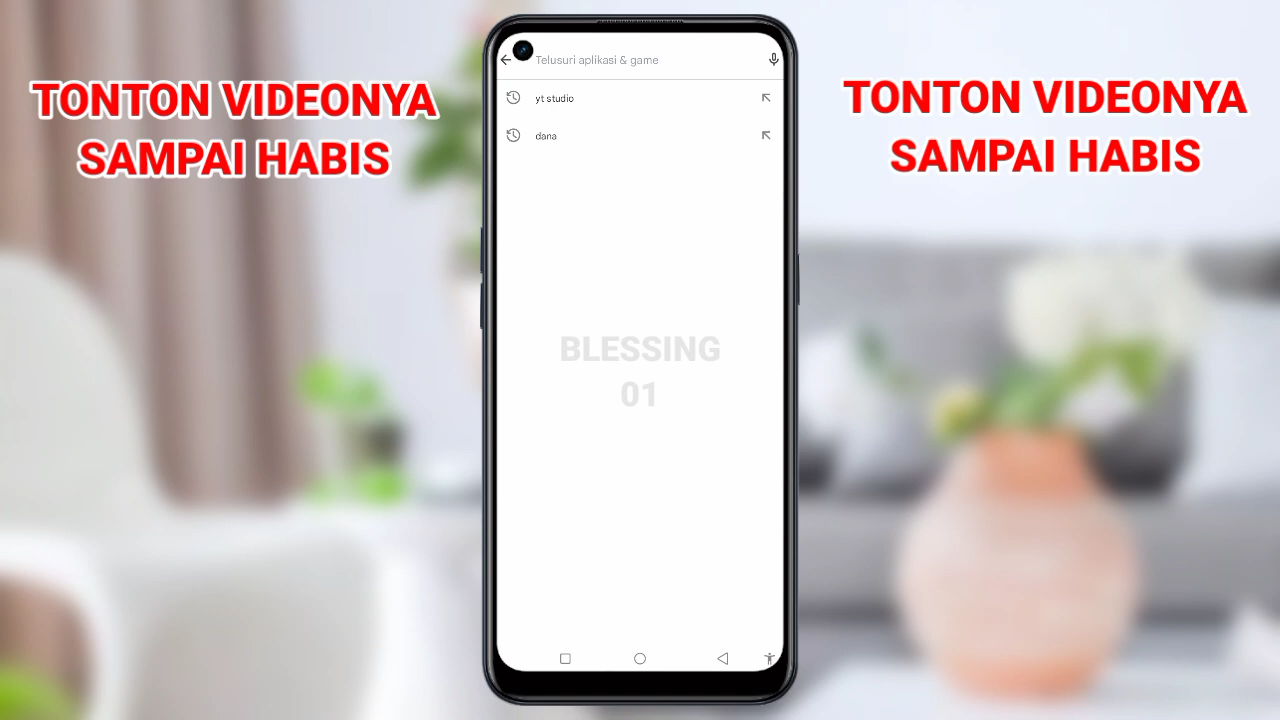 TONTON VIDEONYA
SAMPAI HABIS
Telusuri aplikasi & game
yt studio
dana
BLESSING
01
TONTON VIDEONYA
SAMPAI HABIS